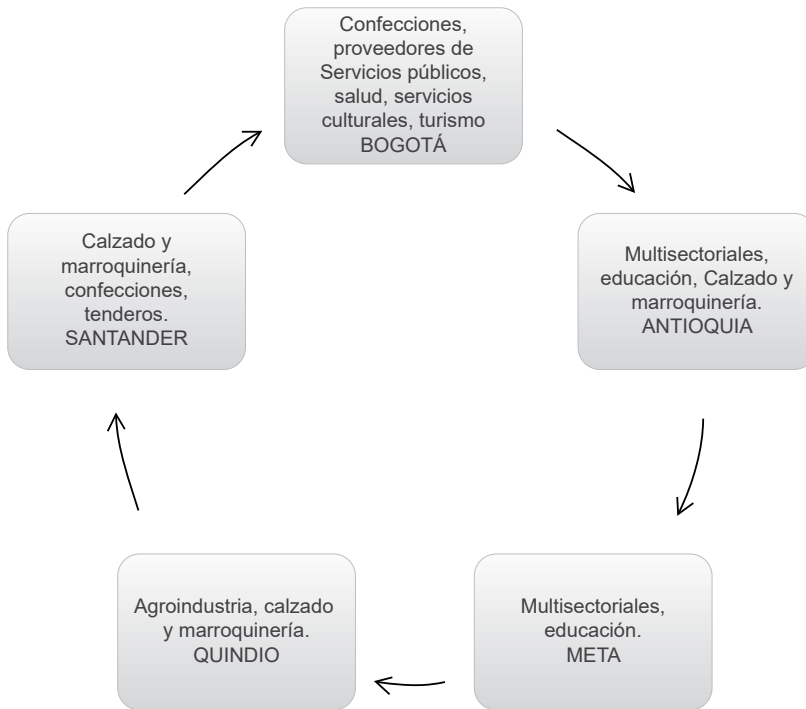 Confecciones,
proveedores de
Servicios públicos,
salud, servicios
culturales, turismo
BOGOTÁ
Multisectoriales,
educación, Calzado y
marroquinería.
ANTIOQUIA
Multisectoriales,
educación.
META
Agroindustria, calzado
y marroquinería.
QUINDIO
Calzado y
marroquinería,
confecciones,
tenderos.
SANTANDER